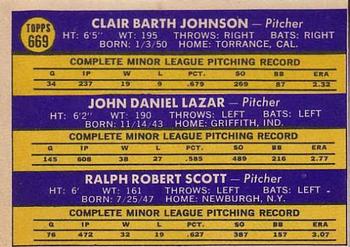 TOPPS
669
CLAIR BARTH JOHNSON — Pitcher
HT: 6'5" WT: 195 THROWS: RIGHT BATS: RIGHT
BORN: 1/3/50 HOME: TORRANCE, CAL.
COMPLETE MINOR LEAGUE PITCHING RECORD
G IP W L PCT. SO BB ERA
34 237 19 9 .679 269 87 2.32
JOHN DANIEL LAZAR — Pitcher
HT: 6'2" WT: 190 THROWS: LEFT BATS: LEFT
BORN: 11/14/43 HOME: GRIFFITH, IND.
COMPLETE MINOR LEAGUE PITCHING RECORD
G IP W L PCT. SO BB ERA
145 608 38 27 .585 489 216 2.77
RALPH ROBERT SCOTT — Pitcher
HT: 6' WT: 161 THROWS: LEFT BATS: LEFT
BORN: 7/25/47 HOME: NEWBURGH, N.Y.
COMPLETE MINOR LEAGUE PITCHING RECORD
G IP W L PCT. SO BB ERA
76 472 32 19 .627 387 157 3.07